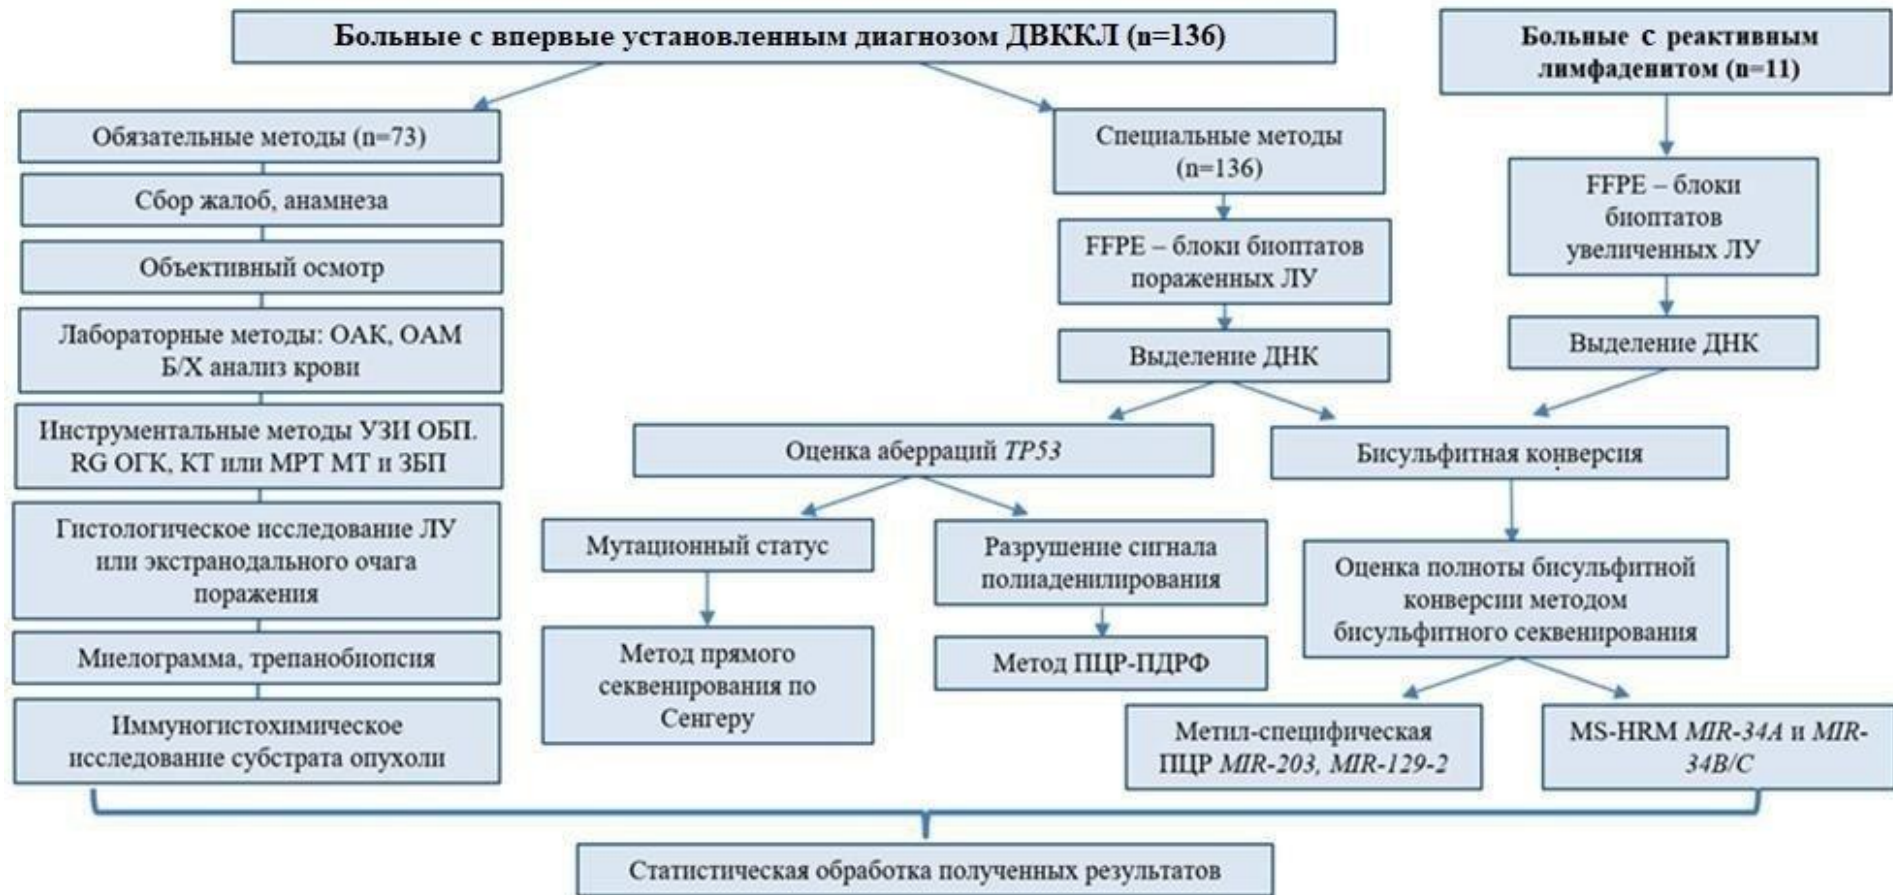 Больные с впервые установленным диагнозом ДВККЛ (n=136)
Больные с реактивным
лимфаденитом (n=11)
Обязательные методы (n=73)
Сбор жалоб, анамнеза
Объективный осмотр
Лабораторные методы: ОАК, ОАМ
Б/Х анализ крови
Инструментальные методы УЗИ ОБП.
RG ОГК, КТ или МРТ МТ и ЗБП
Гистологическое исследование ЛУ
или экстранодального очага
поражения
Миелограмма, трепанобиопсия
Иммуногистохимическое
исследование субстрата опухоли
Специальные методы
(n=136)
FFPE – блоки биоптатов
пораженных ЛУ
Выделение ДНК
FFPE – блоки
биоптатов
увеличенных ЛУ
Выделение ДНК
Оценка аберраций TP53
Бисульфитная конверсия
Мутационный статус
Разрушение сигнала
полиаденилирования
Метод прямого
секвенирования по
Сенгеру
Метод ПЦР-ПДРФ
Оценка полноты бисульфитной
конверсии методом
бисульфитного секвенирования
Метил-специфическая
ПЦР MIR-203, MIR-129-2
MS-HRM MIR-34A и MIR-
34B/C
Статистическая обработка полученных результатов